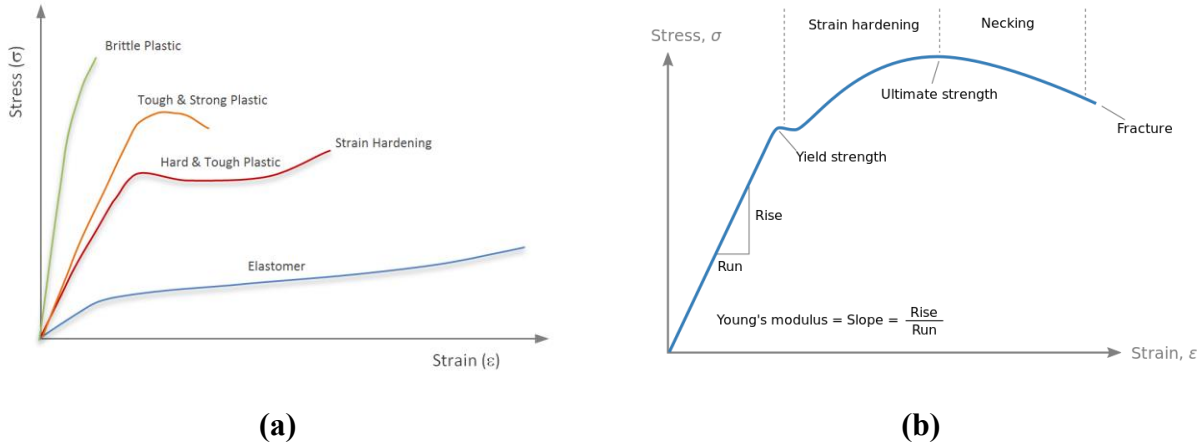 Stress (σ)
Brittle Plastic
Tough & Strong Plastic
Strain Hardening
Hard & Tough Plastic
Elastomer
Strain (ε)
(a)
Strain hardening
Necking
Stress, σ
Ultimate strength
Fracture
Yield strength
Rise
Run
Young's modulus = Slope = Rise
Run
Strain, ε
(b)